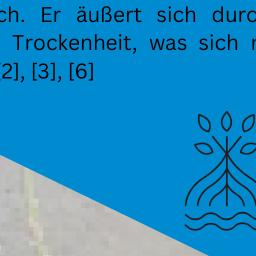 ch. Er äußert sich durc
Trockenheit, was sich
[2], [3], [6]